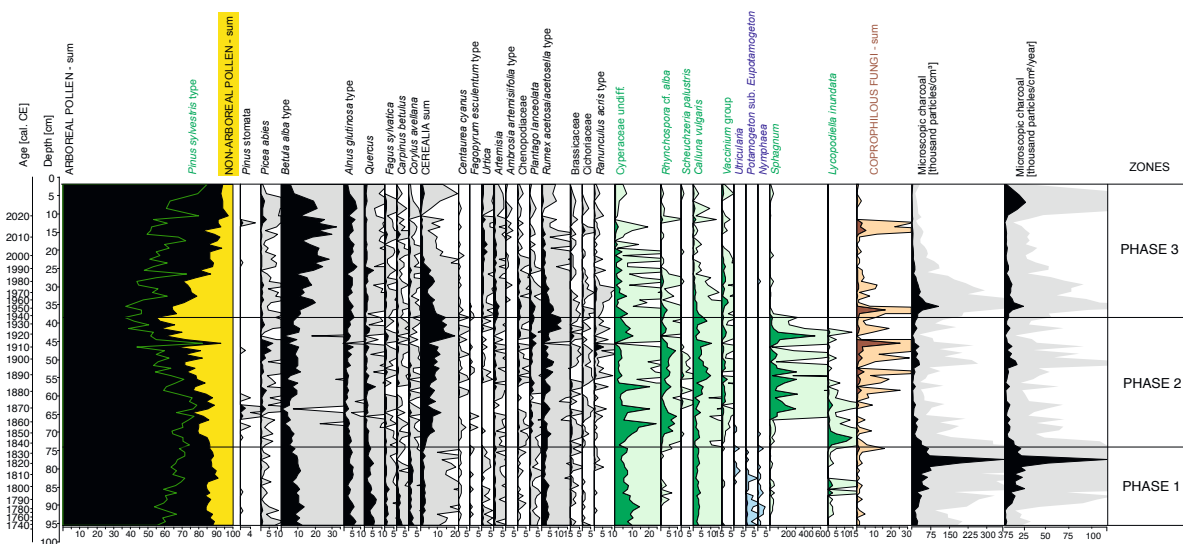 Age [cal. CE]
Depth [cm]
ARBOREAL POLLEN - sum
Pinus sylvestris type
NON-ARBOREAL POLLEN - sum
Pinus stomata
Picea abies
Betula alba type
Alnus glutinosa type
Quercus
Fagus sylvatica
Carpinus betulus
Corylus avellana
CEREALIA sum
Centaurea cyanus
Fagopyrum esculentum type
Urtica
Artemisia
Ambrosia artemisiifolia type
Chenopodiaceae
Plantago lanceolata
Rumex acetosa/acetosella type
Brassicaceae
Cichoriaceae
Ranunculus acris type
Cyperaceae undiff.
Rhynchospora cf. alba
Scheuchzeria palustris
Calluna vulgaris
Vaccinium group
Utricularia
Potamogeton sub. Eupotamogeton
Nymphaea
Sphagnum
Lycopodiella inundata
COPROPHILOUS FUNGI - sum
Microscopic charcoal
[thousand particles/cm³]
Microscopic charcoal
[thousand particles/cm²/year]
ZONES
0
5
2020 10
15
2010
20
2000
1990 25
1980 30
1970
1960 35
1950
1940
1930 40
1920
1910 45
1900 50
1890 55
1880 60
1870 65
1860
1850 70
1840
1830 75
1820 80
1810
1800 85
1790 90
1780
1760
1740 95
100
PHASE 3
PHASE 2
PHASE 1
10 20 30 40 50 60 70 80 90 100 4 5 10 10 20 30 5 5 10 5 5 5 10 20 5 5 5 5 5 5 5 5 10 5 5 5 10 10 20 5 10 5 5 10 5 5 5 5 200 400 600 5 10 15 10 20 30 75 150 225 300 375 25 50 75 100